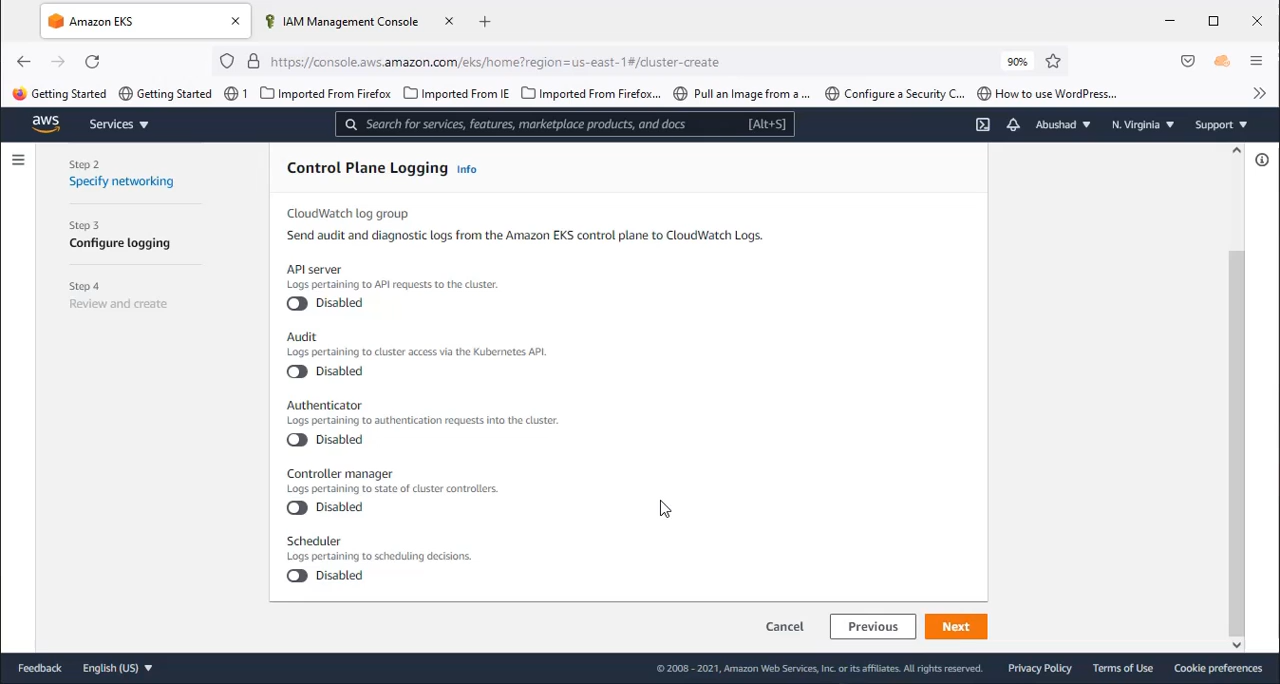 Amazon EKS
IAM Management Console
https://console.aws.amazon.com/eks/home?region=us-east-1#/cluster-create
90%
Getting Started
Getting Started
1
Imported From Firefox
Imported From IE
Imported From Firefox...
Pull an Image from a ...
Configure a Security C...
How to use WordPress...
aws
Services
Search for services, features, marketplace products, and docs
[Alt+S]
Abushad
N. Virginia
Support
Step 2
Specify networking
Step 3
Configure logging
Step 4
Review and create
Control Plane Logging Info
CloudWatch log group
Send audit and diagnostic logs from the Amazon EKS control plane to CloudWatch Logs.
API server
Logs pertaining to API requests to the cluster.
Disabled
Audit
Logs pertaining to cluster access via the Kubernetes API.
Disabled
Authenticator
Logs pertaining to authentication requests into the cluster.
Disabled
Controller manager
Logs pertaining to state of cluster controllers.
Disabled
Scheduler
Logs pertaining to scheduling decisions.
Disabled
Cancel
Previous
Next
Feedback
English (US)
© 2008 - 2021, Amazon Web Services, Inc. or its affiliates. All rights reserved.
Privacy Policy
Terms of Use
Cookie preferences